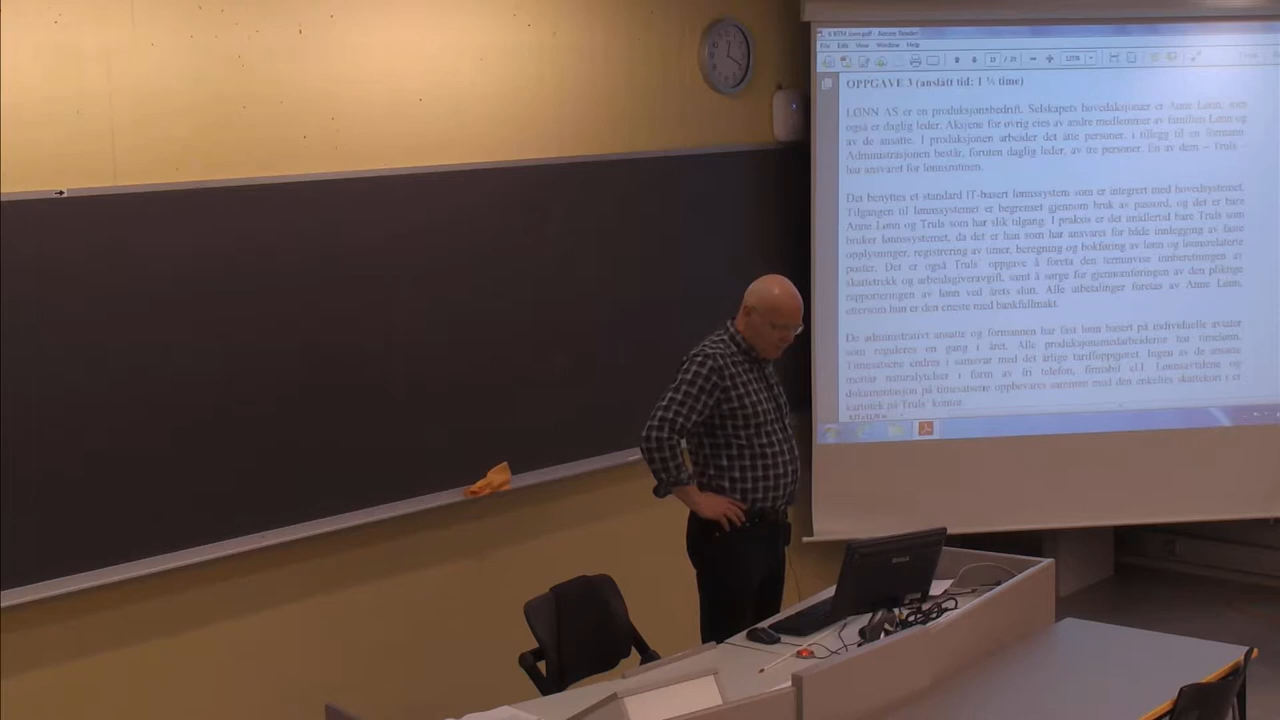 File Edit View Window Help
OPPGAVE 3 (anslått tid: 1 ¼ time)
LØNN AS er en produksjonsbedrift. Selskapets hovedaksjonær er Anne Lønn, som
også er daglig leder. Aksjene for øvrig eies av andre medlemmer av familien Lønn og
av de ansatte. I produksjonen arbeider det åtte personer, i tillegg til en formann.
Administrasjonen består, foruten daglig leder, av tre personer. En av dem – Truls –
har ansvaret for lønnsrutinen.
Det benyttes et standard IT-basert lønnssystem som er integrert med hovedsystemet.
Tilgangen til lønnssystemet er begrenset gjennom bruk av passord, og det er bare
Anne Lønn og Truls som har slik tilgang. I praksis er det imidlertid bare Truls som
bruker lønnssystemet, da det er han som har ansvaret for både innlegging av faste
opplysninger, registrering av timer, beregning og bokføring av lønn og lønnsrelaterte
poster. Det er også Truls' oppgave å foreta den terminvise innberetningen av
skattetrekk og arbeidsgiveravgift, samt å sørge for gjennomføringen av den pliktige
rapporteringen av lønn ved årets slutt. Alle utbetalinger foretas av Anne Lønn,
ettersom hun er den eneste med bankfullmakt.
De administrativt ansatte og formannen har fast lønn basert på individuelle avtaler
som reguleres en gang i året. Alle produksjonsmedarbeiderne har timelønn.
Timesatsene endres i samsvar med det årlige tariffoppgjøret. Ingen av de ansatte
mottar naturalytelser i form av fri telefon, firmabil e.l. Lønnsavtalene og
dokumentasjon på timesatsene oppbevares sammen med den enkeltes skattekort i et
kartotek på Truls' kontor.